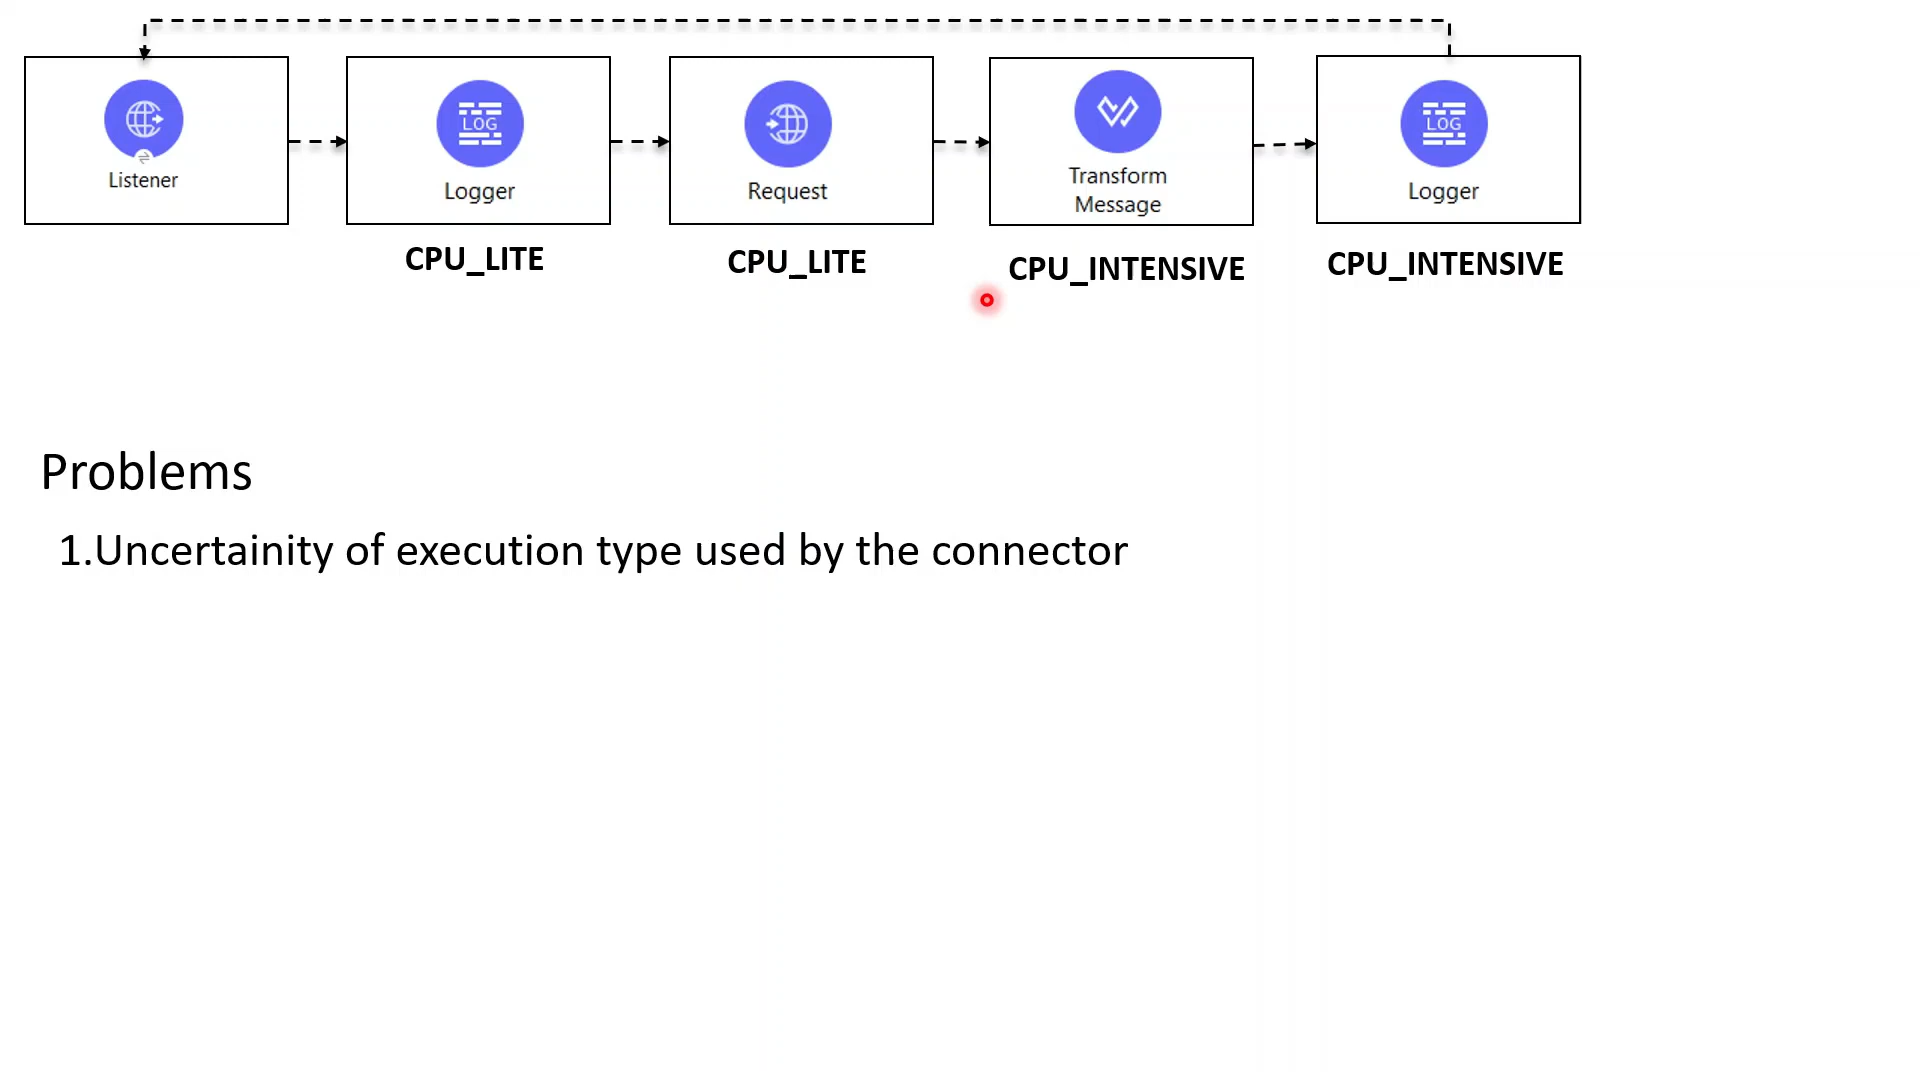 Listener
LOG
Logger
Request
Transform
Message
LOG
Logger
CPU_LITE
CPU_LITE
CPU_INTENSIVE
CPU_INTENSIVE
Problems
1.Uncertainity of execution type used by the connector